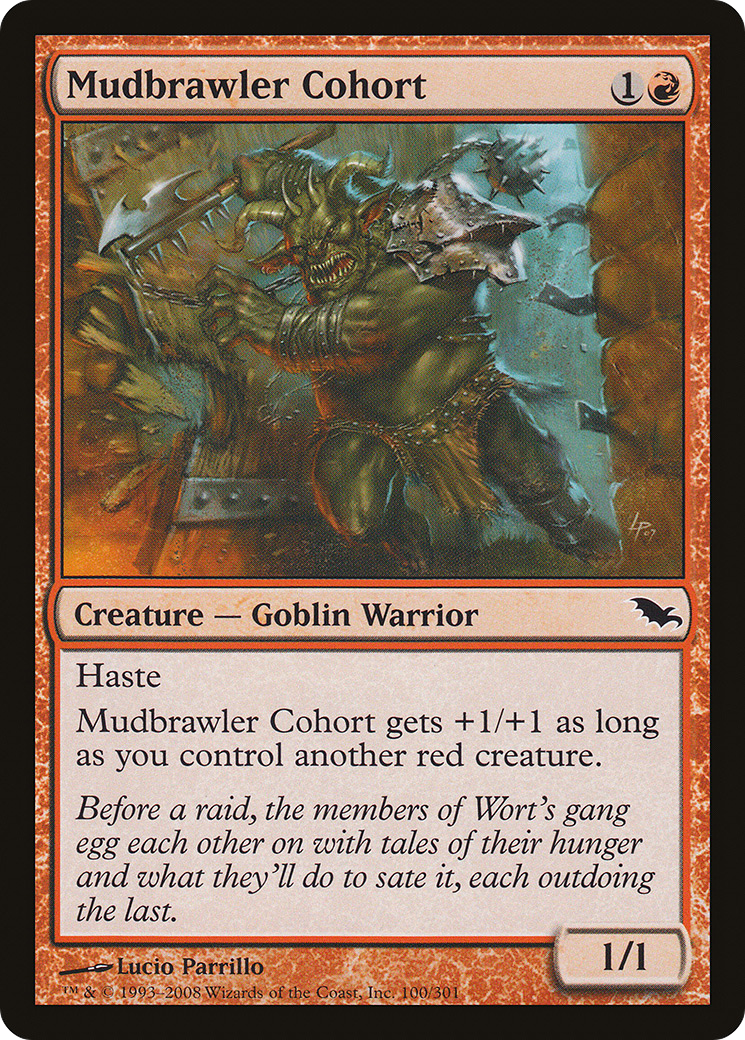 Mudbrawler Cohort 1
LP07
Creature — Goblin Warrior
Haste
Mudbrawler Cohort gets +1/+1 as long
as you control another red creature.
Before a raid, the members of Wort's gang
egg each other on with tales of their hunger
and what they'll do to sate it, each outdoing
the last.
1/1
Lucio Parrillo
™ & © 1993–2008 Wizards of the Coast, Inc. 100/301